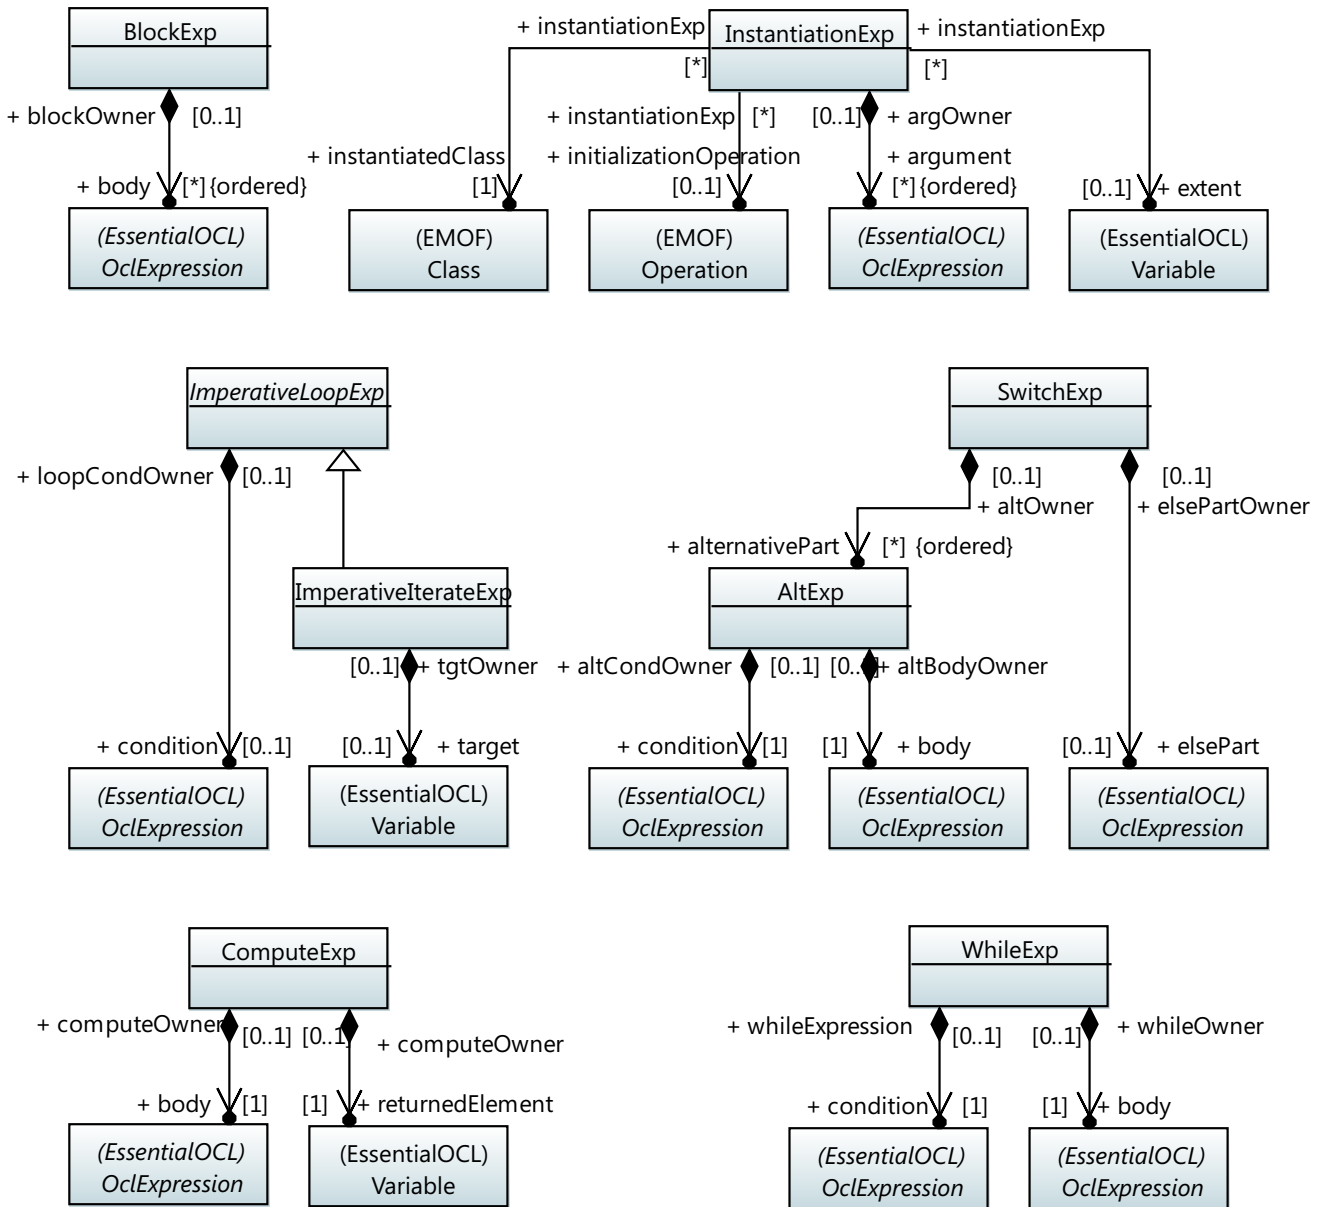 BlockExp
+ blockOwner [0..1]
+ body [*] {ordered}
(EssentialOCL)
OclExpression
+ instantiationExp
[*]
InstantiationExp
+ instantiationExp
[*]
+ instantiationExp [*]
[0..1] + argOwner
+ instantiatedClass
[1]
+ initializationOperation
[0..1]
+ argument
[*] {ordered}
[0..1] + extent
(EMOF)
Class
(EMOF)
Operation
(EssentialOCL)
OclExpression
(EssentialOCL)
Variable
ImperativeLoopExp
+ loopCondOwner [0..1]
ImperativeIterateExp
[0..1] + tgtOwner
+ condition [0..1]
[0..1] + target
(EssentialOCL)
OclExpression
(EssentialOCL)
Variable
SwitchExp
[0..1]
+ altOwner
[0..1]
+ elsePartOwner
+ alternativePart [*] {ordered}
AltExp
+ altCondOwner [0..1]
[0.. + altBodyOwner
+ condition [1]
[1] + body
[0..1] + elsePart
(EssentialOCL)
OclExpression
(EssentialOCL)
OclExpression
(EssentialOCL)
OclExpression
ComputeExp
+ computeOwner [0..1]
[0..1] + computeOwner
+ body [1]
[1] + returnedElement
(EssentialOCL)
OclExpression
(EssentialOCL)
Variable
WhileExp
+ whileExpression [0..1]
[0..1] + whileOwner
+ condition [1]
[1] + body
(EssentialOCL)
OclExpression
(EssentialOCL)
OclExpression